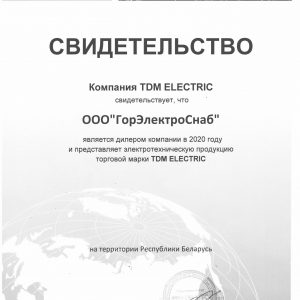 СВИДЕТЕЛЬСТВО
Компания TDM ELECTRIC
свидетельствует, что
ООО"ГорЭлектроСнаб"
является дилером компании в 2020 году
и представляет электротехническую продукцию
торговой марки TDM ELECTRIC
на территории Республики Беларусь